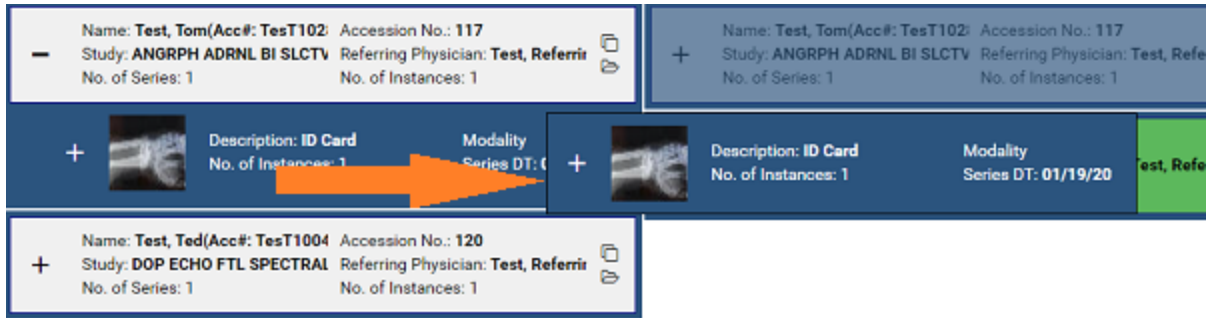 Name: Test, Tom(Acc#: TesT102 Accession No.: 117
Study: ANGRPH ADRNL BI SLCTV Referring Physician: Test, Referrin
No. of Series: 1 No. of Instances: 1
Name: Test, Tom(Acc#: TesT102 Accession No.: 117
Study: ANGRPH ADRNL BI SLCTV Referring Physician: Test, Refe
No. of Series: 1 No. of Instances: 1
Description: ID Card Modality
No. of Instances: 1 Series DT:
Description: ID Card Modality
No. of Instances: 1 Series DT: 01/19/20
Test, Refe
Name: Test, Ted(Acc#: TesT1004 Accession No.: 120
Study: DOP ECHO FTL SPECTRAL Referring Physician: Test, Referrin
No. of Series: 1 No. of Instances: 1